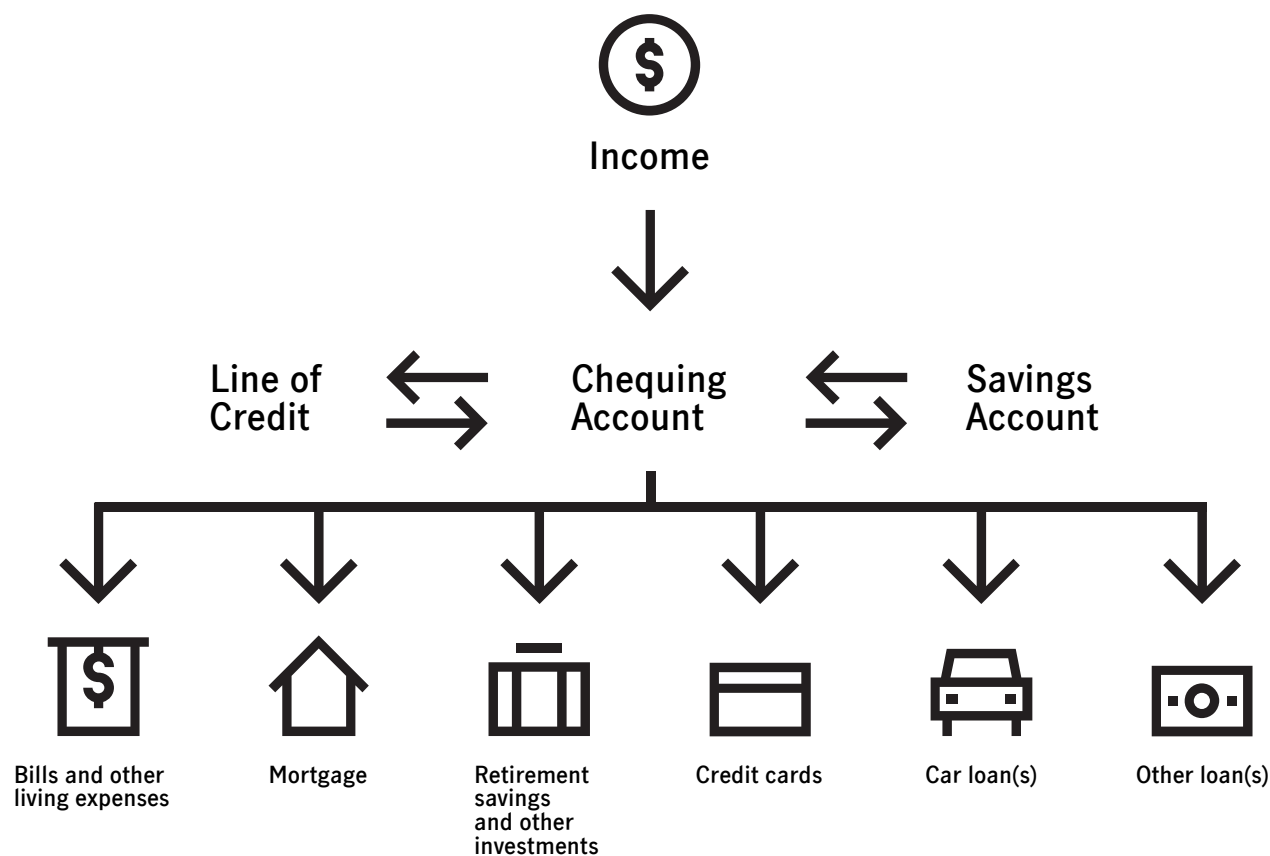 $
Income
Line of
Credit
Chequing
Account
Savings
Account
$
Bills and other
living expenses
Mortgage
Retirement
savings
and other
investments
Credit cards
Car loan(s)
Other loan(s)